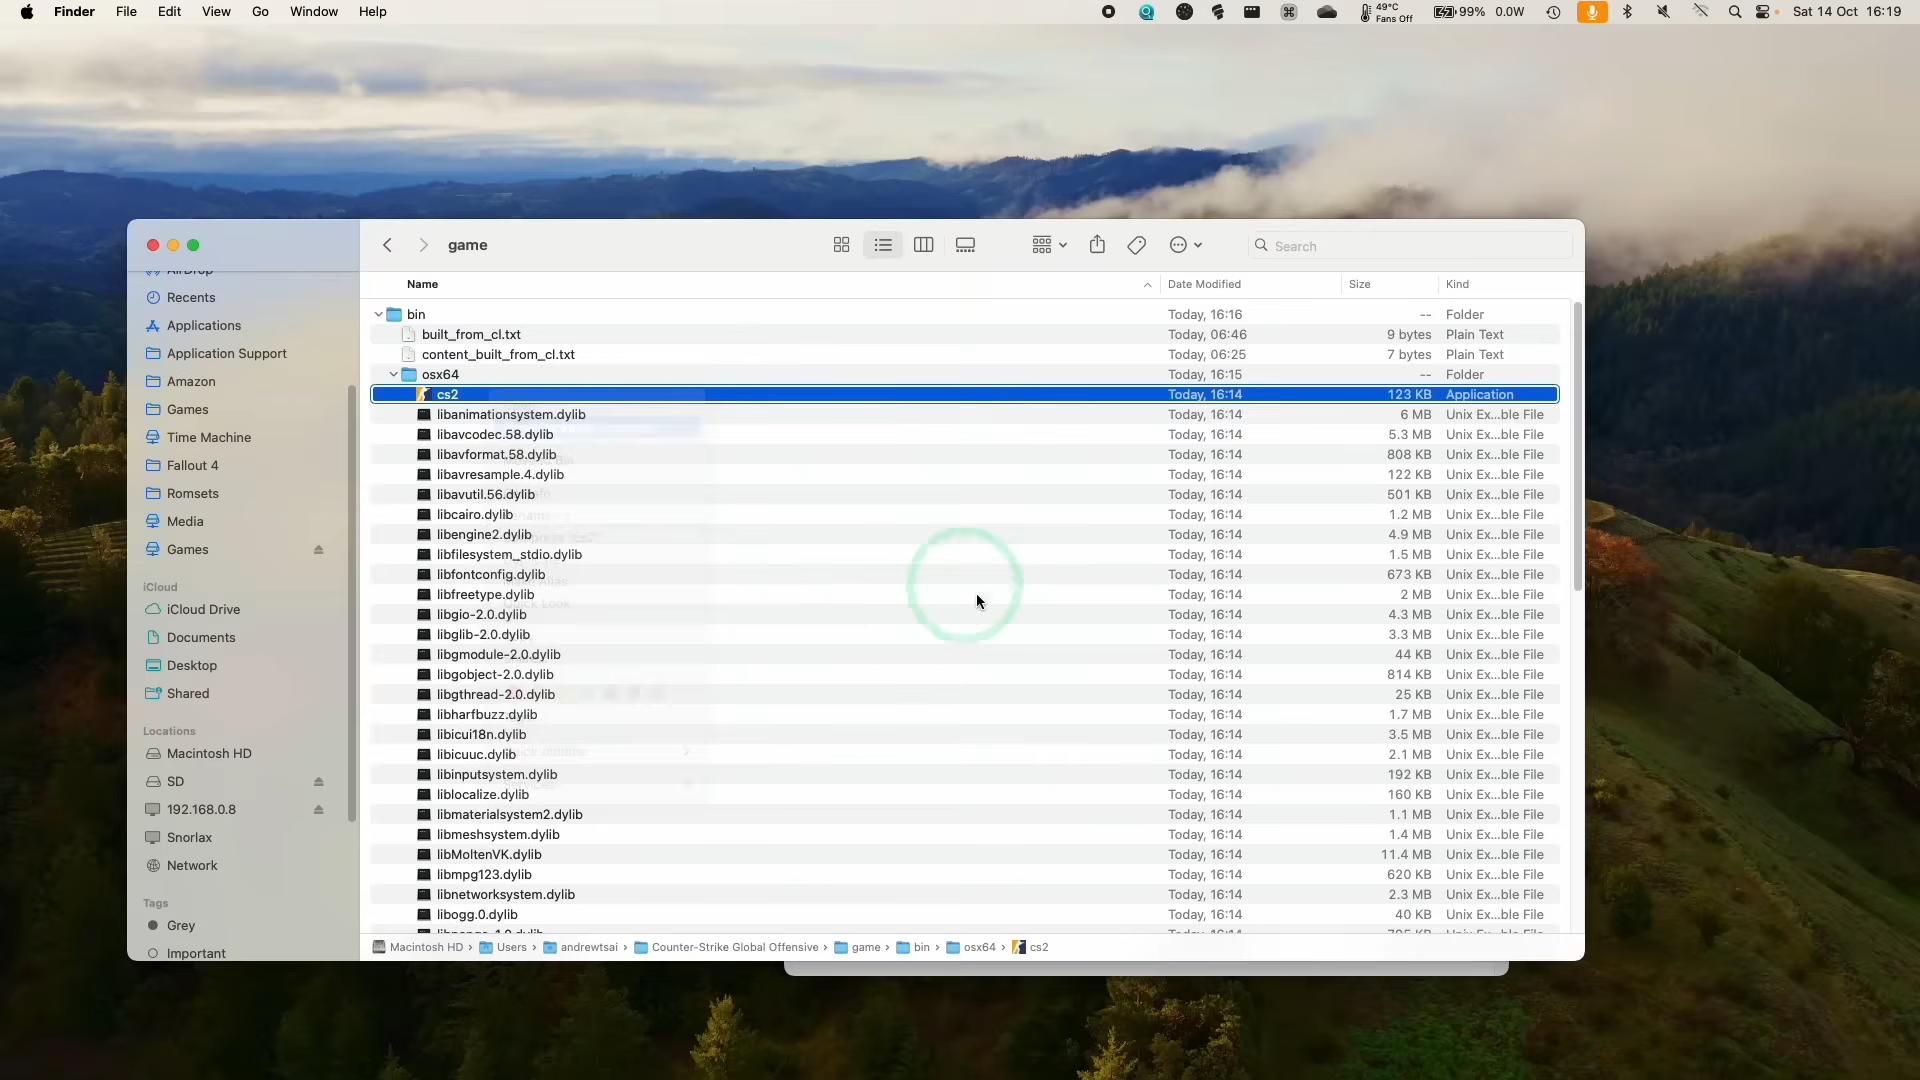 Finder File Edit View Go Window Help 49°C Fans Off 99% 0.0W Sat 14 Oct 16:19
game Search
AirDrop
Recents
Applications
Application Support
Amazon
Games
Time Machine
Fallout 4
Romsets
Media
Games
iCloud
iCloud Drive
Documents
Desktop
Shared
Locations
Macintosh HD
SD
192.168.0.8
Snorlax
Network
Tags
Grey
Important
Name Date Modified Size Kind
bin Today, 16:16 -- Folder
built_from_cl.txt Today, 06:46 9 bytes Plain Text
content_built_from_cl.txt Today, 06:25 7 bytes Plain Text
osx64 Today, 16:15 -- Folder
cs2 Today, 16:14 123 KB Application
libanimationsystem.dylib Today, 16:14 6 MB Unix Ex...ble File
libavcodec.58.dylib Today, 16:14 5.3 MB Unix Ex...ble File
libavformat.58.dylib Today, 16:14 808 KB Unix Ex...ble File
libavresample.4.dylib Today, 16:14 122 KB Unix Ex...ble File
libavutil.56.dylib Today, 16:14 501 KB Unix Ex...ble File
libcairo.dylib Today, 16:14 1.2 MB Unix Ex...ble File
libengine2.dylib Today, 16:14 4.9 MB Unix Ex...ble File
libfilesystem_stdio.dylib Today, 16:14 1.5 MB Unix Ex...ble File
libfontconfig.dylib Today, 16:14 673 KB Unix Ex...ble File
libfreetype.dylib Today, 16:14 2 MB Unix Ex...ble File
libgio-2.0.dylib Today, 16:14 4.3 MB Unix Ex...ble File
libglib-2.0.dylib Today, 16:14 3.3 MB Unix Ex...ble File
libgmodule-2.0.dylib Today, 16:14 44 KB Unix Ex...ble File
libgobject-2.0.dylib Today, 16:14 814 KB Unix Ex...ble File
libgthread-2.0.dylib Today, 16:14 25 KB Unix Ex...ble File
libharfbuzz.dylib Today, 16:14 1.7 MB Unix Ex...ble File
libicui18n.dylib Today, 16:14 3.5 MB Unix Ex...ble File
libicuuc.dylib Today, 16:14 2.1 MB Unix Ex...ble File
libinputsystem.dylib Today, 16:14 192 KB Unix Ex...ble File
liblocalize.dylib Today, 16:14 160 KB Unix Ex...ble File
libmaterialsystem2.dylib Today, 16:14 1.1 MB Unix Ex...ble File
libmeshsystem.dylib Today, 16:14 1.4 MB Unix Ex...ble File
libMoltenVK.dylib Today, 16:14 11.4 MB Unix Ex...ble File
libmpg123.dylib Today, 16:14 620 KB Unix Ex...ble File
libnetworksystem.dylib Today, 16:14 2.3 MB Unix Ex...ble File
libogg.0.dylib Today, 16:14 40 KB Unix Ex...ble File
Macintosh HD › Users › andrewtsai › Counter-Strike Global Offensive › game › bin › osx64 › cs2